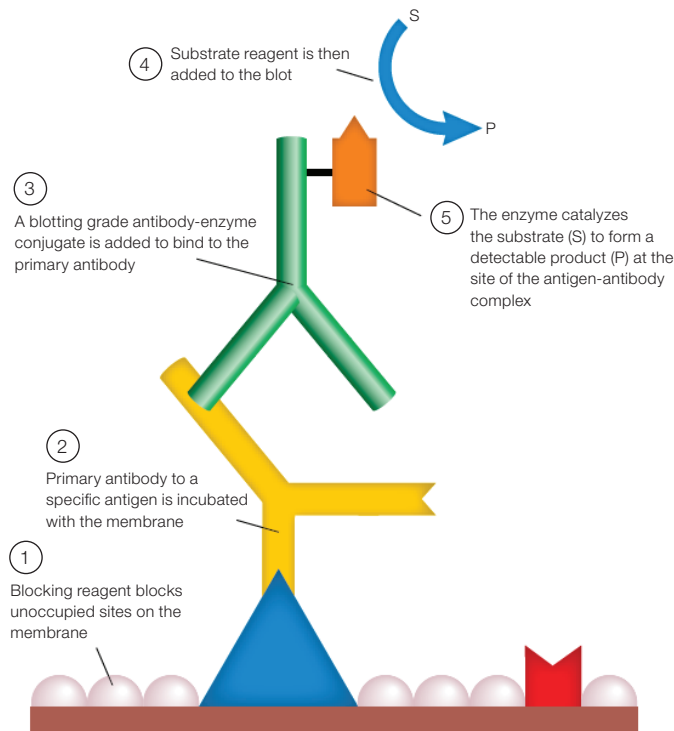 S
4
Substrate reagent is then
added to the blot
P
3
A blotting grade antibody-enzyme
conjugate is added to bind to the
primary antibody
5
The enzyme catalyzes
the substrate (S) to form a
detectable product (P) at the
site of the antigen-antibody
complex
2
Primary antibody to a
specific antigen is incubated
with the membrane
1
Blocking reagent blocks
unoccupied sites on the
membrane